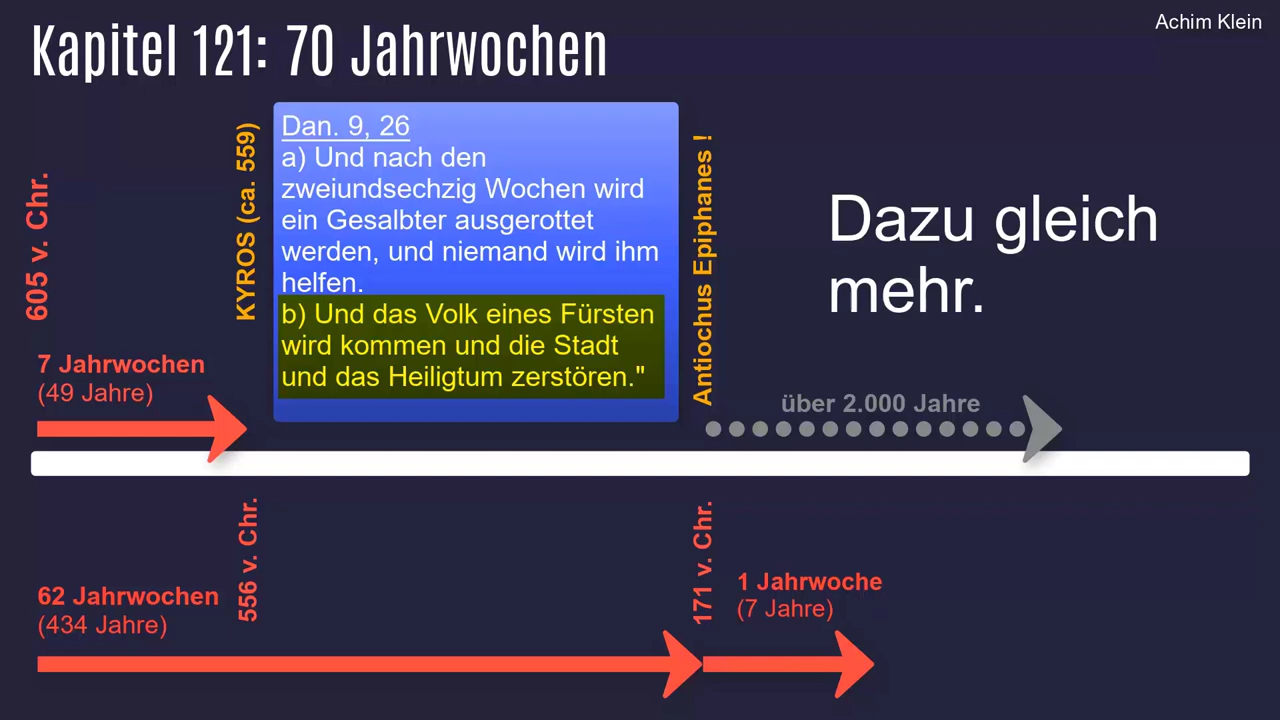 Achim Klein
Kapitel 121: 70 Jahrwochen
605 v. Chr.
KYROS (ca. 559)
Dan. 9, 26
a) Und nach den
zweiundsechzig Wochen wird
ein Gesalbter ausgerottet
werden, und niemand wird ihm
helfen.
b) Und das Volk eines Fürsten
wird kommen und die Stadt
und das Heiligtum zerstören."
Antiochus Epiphanes !
Dazu gleich
mehr.
7 Jahrwochen
(49 Jahre)
über 2.000 Jahre
556 v. Chr.
171 v. Chr.
62 Jahrwochen
(434 Jahre)
1 Jahrwoche
(7 Jahre)